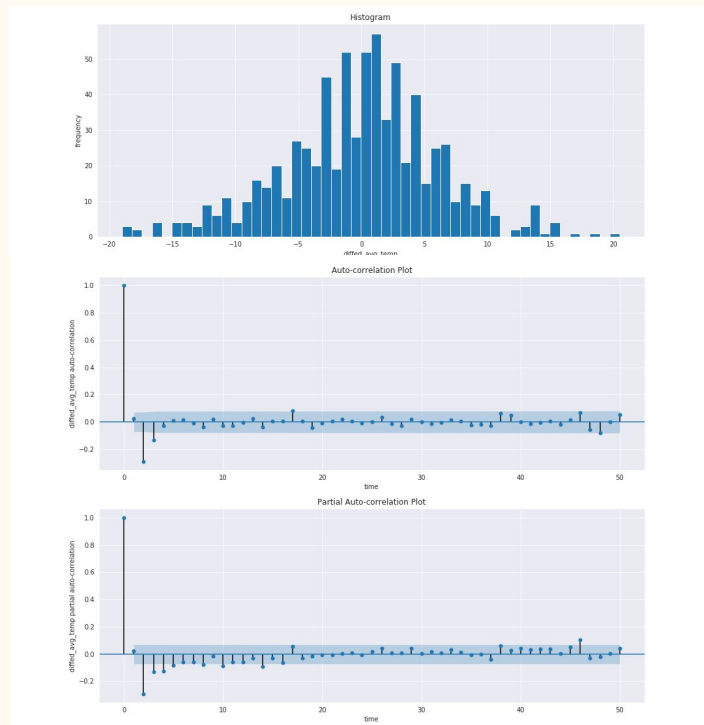 Histogram
50
40
30
20
10
0
frequency
−20 −15 −10 −5 0 5 10 15 20
diffed_avg_temp
Auto-correlation Plot
1.0
0.8
0.6
0.4
0.2
0.0
−0.2
diffed_avg_temp auto-correlation
0 10 20 30 40 50
time
Partial Auto-correlation Plot
1.0
0.8
0.6
0.4
0.2
0.0
−0.2
diffed_avg_temp partial auto-correlation
0 10 20 30 40 50
time